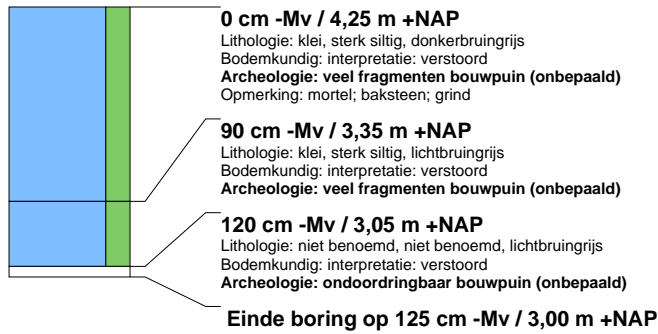 0 cm -Mv / 4,25 m +NAP
Lithologie: klei, sterk siltig, donkerbruingrijs
Bodemkundig: interpretatie: verstoord
Archeologie: veel fragmenten bouwpuin (onbepaald)
Opmerking: mortel; baksteen; grind
90 cm -Mv / 3,35 m +NAP
Lithologie: klei, sterk siltig, lichtbruingrijs
Bodemkundig: interpretatie: verstoord
Archeologie: veel fragmenten bouwpuin (onbepaald)
120 cm -Mv / 3,05 m +NAP
Lithologie: niet benoemd, niet benoemd, lichtbruingrijs
Bodemkundig: interpretatie: verstoord
Archeologie: ondoordringbaar bouwpuin (onbepaald)
Einde boring op 125 cm -Mv / 3,00 m +NAP